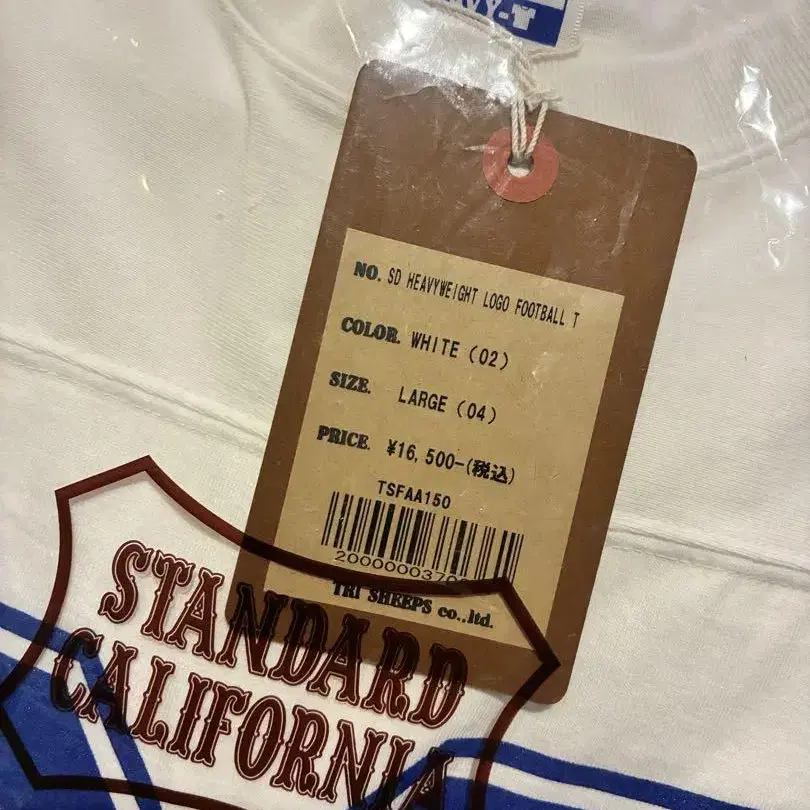 NO. SD HEAVYWEIGHT LOGO FOOTBALL T
COLOR. WHITE (02)
SIZE. LARGE (04)
PRICE. ¥16,500-(税込)
TSFAA150
TRI SHEEPS co.,ltd.
STANDARD
CALIFORNIA